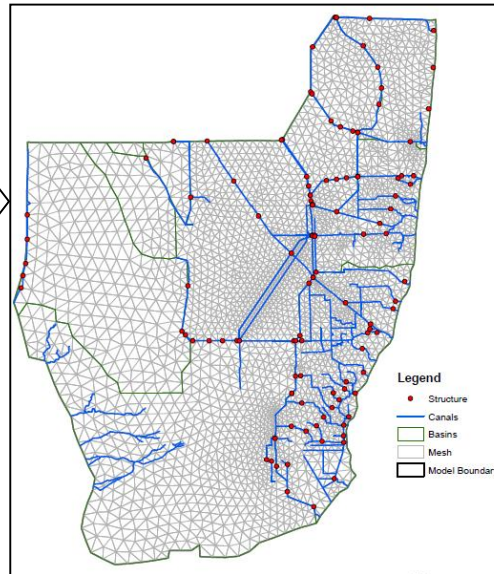 Legend
Structure
Canals
Basins
Mesh
Model Boundar